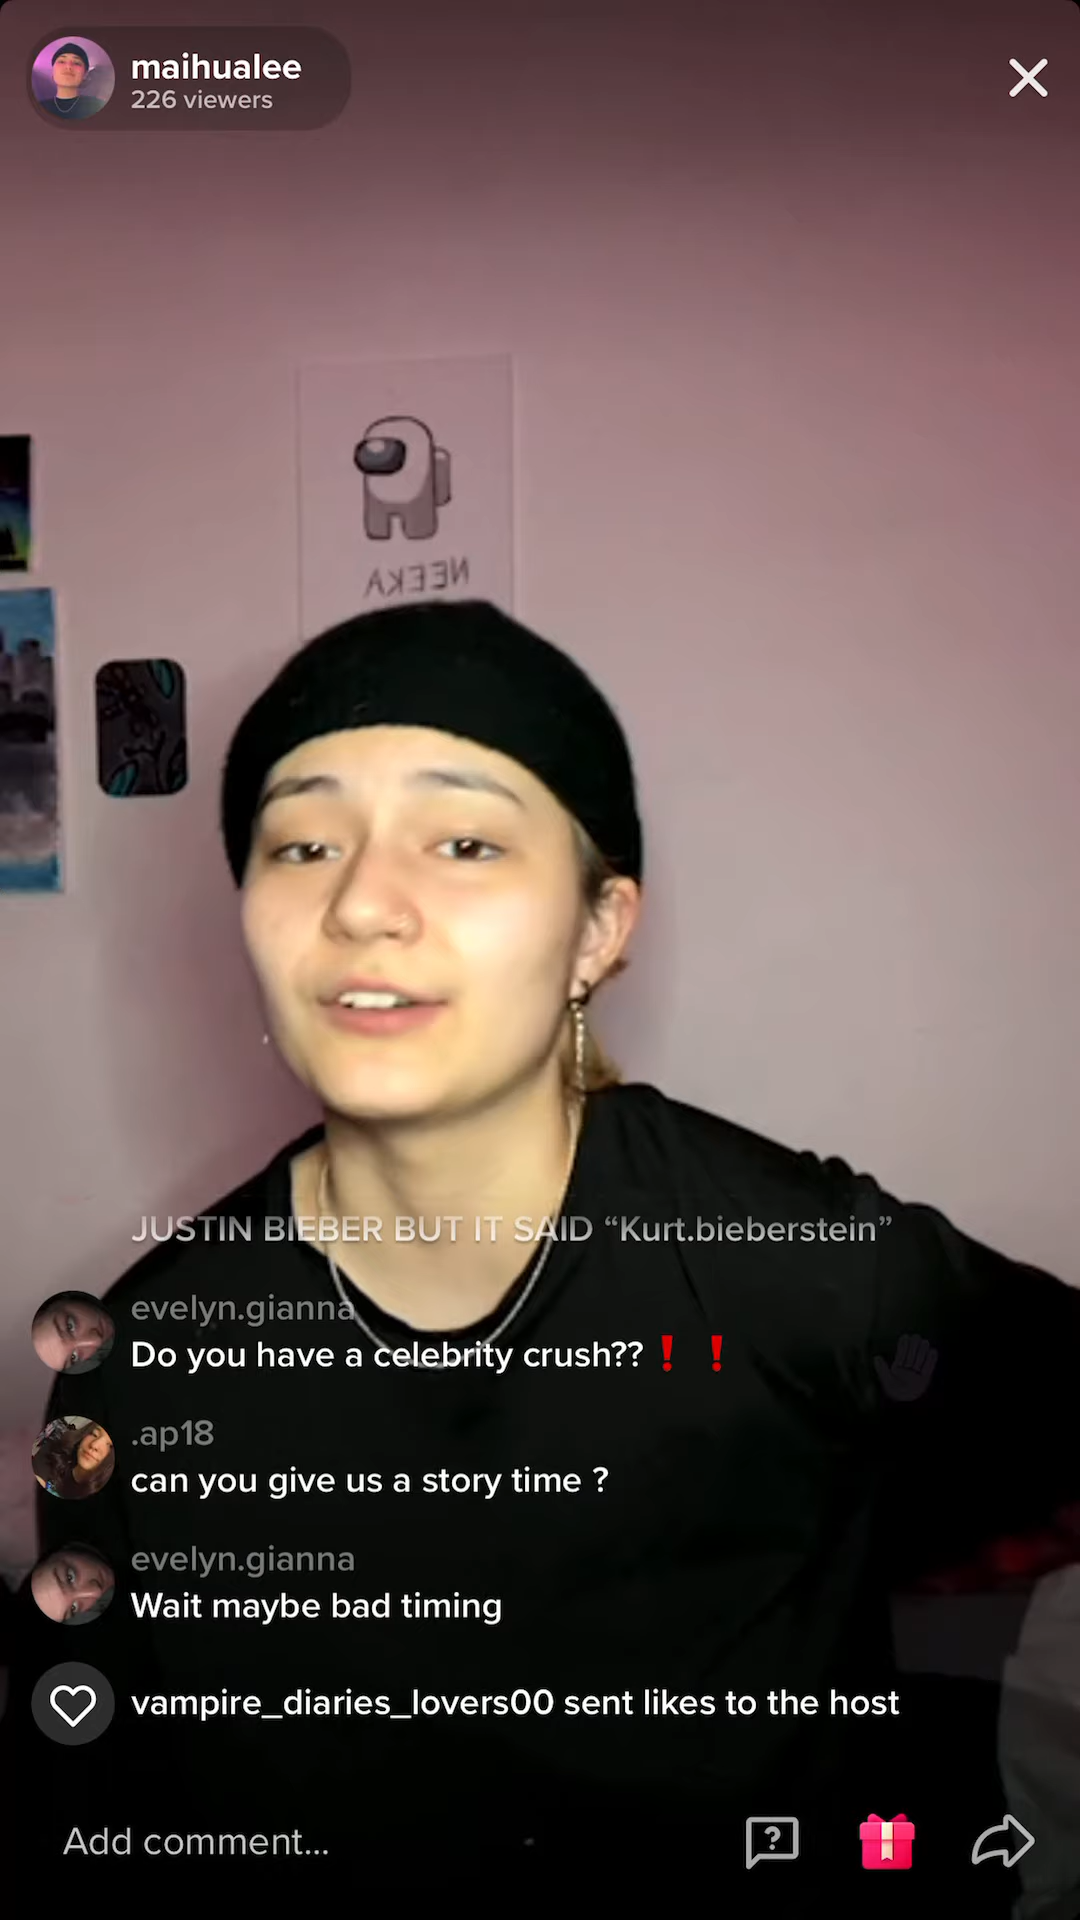 maihualee
226 viewers
NEEKA
JUSTIN BIEBER BUT IT SAID “Kurt.bieberstein”
evelyn.gianna
Do you have a celebrity crush??❗❗
.ap18
can you give us a story time ?
evelyn.gianna
Wait maybe bad timing
vampire_diaries_lovers00 sent likes to the host
Add comment...